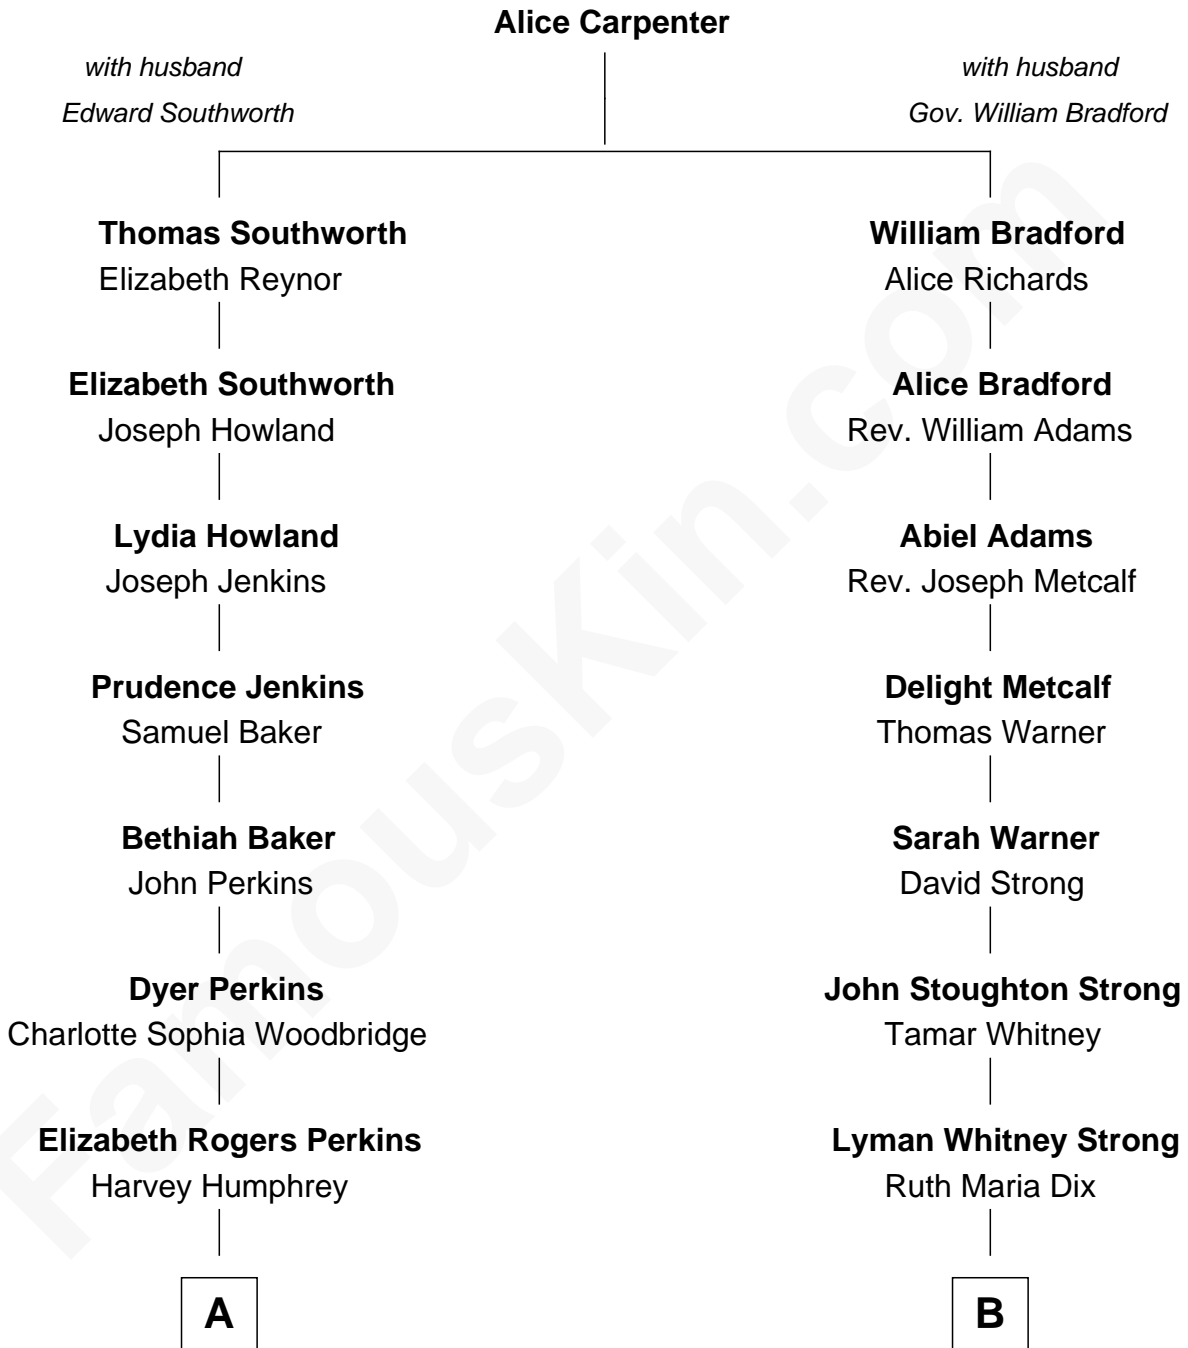 Alice Carpenter
with husband
Edward Southworth
with husband
Gov. William Bradford
Thomas Southworth
Elizabeth Reynor
William Bradford
Alice Richards
Elizabeth Southworth
Joseph Howland
Alice Bradford
Rev. William Adams
Lydia Howland
Joseph Jenkins
Abiel Adams
Rev. Joseph Metcalf
Prudence Jenkins
Samuel Baker
Delight Metcalf
Thomas Warner
Bethiah Baker
John Perkins
Sarah Warner
David Strong
Dyer Perkins
Charlotte Sophia Woodbridge
John Stoughton Strong
Tamar Whitney
Elizabeth Rogers Perkins
Harvey Humphrey
Lyman Whitney Strong
Ruth Maria Dix
A
B
FamousKin.com